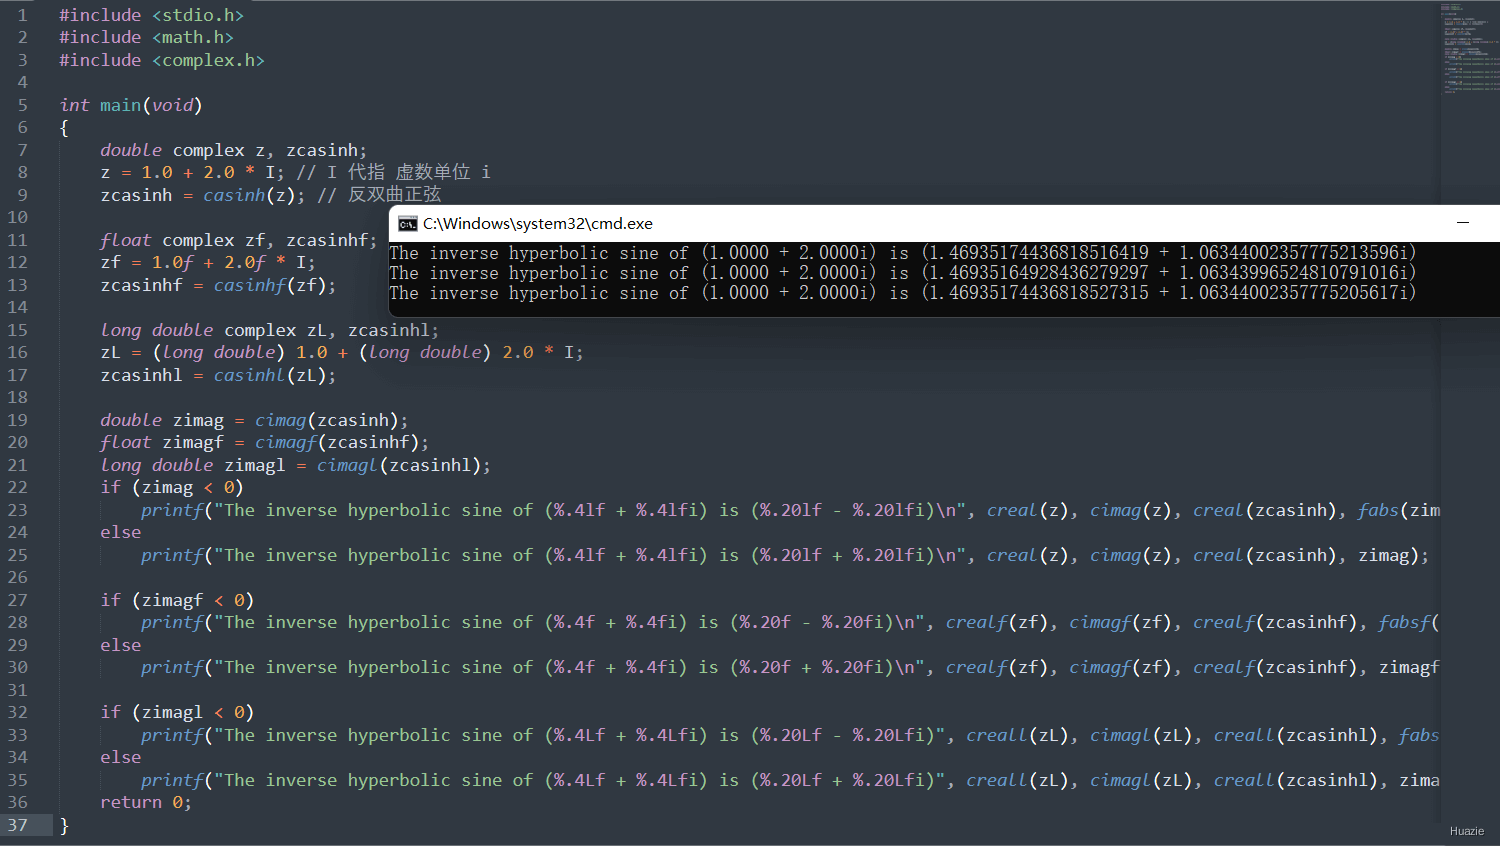 1 #include <stdio.h>
2 #include <math.h>
3 #include <complex.h>
4
5 int main(void)
6 {
7 double complex z, zcasinh;
8 z = 1.0 + 2.0 * I; // I 代指 虚数单位 i
9 zcasinh = casinh(z); // 反双曲正弦
10
11 float complex zf, zcasinhf;
12 zf = 1.0f + 2.0f * I;
13 zcasinhf = casinhf(zf);
14
15 long double complex zL, zcasinhl;
16 zL = (long double) 1.0 + (long double) 2.0 * I;
17 zcasinhl = casinhl(zL);
18
19 double zimag = cimag(zcasinh);
20 float zimagf = cimagf(zcasinhf);
21 long double zimagl = cimagl(zcasinhl);
22 if (zimag < 0)
23 printf("The inverse hyperbolic sine of (%.4lf + %.4lfi) is (%.20lf - %.20lfi)\n", creal(z), cimag(z), creal(zcasinh), fabs(zim
24 else
25 printf("The inverse hyperbolic sine of (%.4lf + %.4lfi) is (%.20lf + %.20lfi)\n", creal(z), cimag(z), creal(zcasinh), zimag);
26
27 if (zimagf < 0)
28 printf("The inverse hyperbolic sine of (%.4f + %.4fi) is (%.20f - %.20fi)\n", crealf(zf), cimagf(zf), crealf(zcasinhf), fabsf(
29 else
30 printf("The inverse hyperbolic sine of (%.4f + %.4fi) is (%.20f + %.20fi)\n", crealf(zf), cimagf(zf), crealf(zcasinhf), zimagf
31
32 if (zimagl < 0)
33 printf("The inverse hyperbolic sine of (%.4Lf + %.4Lfi) is (%.20Lf - %.20Lfi)", creall(zL), cimagl(zL), creall(zcasinhl), fabs
34 else
35 printf("The inverse hyperbolic sine of (%.4Lf + %.4Lfi) is (%.20Lf + %.20Lfi)", creall(zL), cimagl(zL), creall(zcasinhl), zima
36 return 0;
37 }
C:\Windows\system32\cmd.exe
The inverse hyperbolic sine of (1.0000 + 2.0000i) is (1.46935174436818516419 + 1.06344002357775213596i)
The inverse hyperbolic sine of (1.0000 + 2.0000i) is (1.46935164928436279297 + 1.06343996524810791016i)
The inverse hyperbolic sine of (1.0000 + 2.0000i) is (1.46935174436818527315 + 1.06344002357775205617i)
Huazie